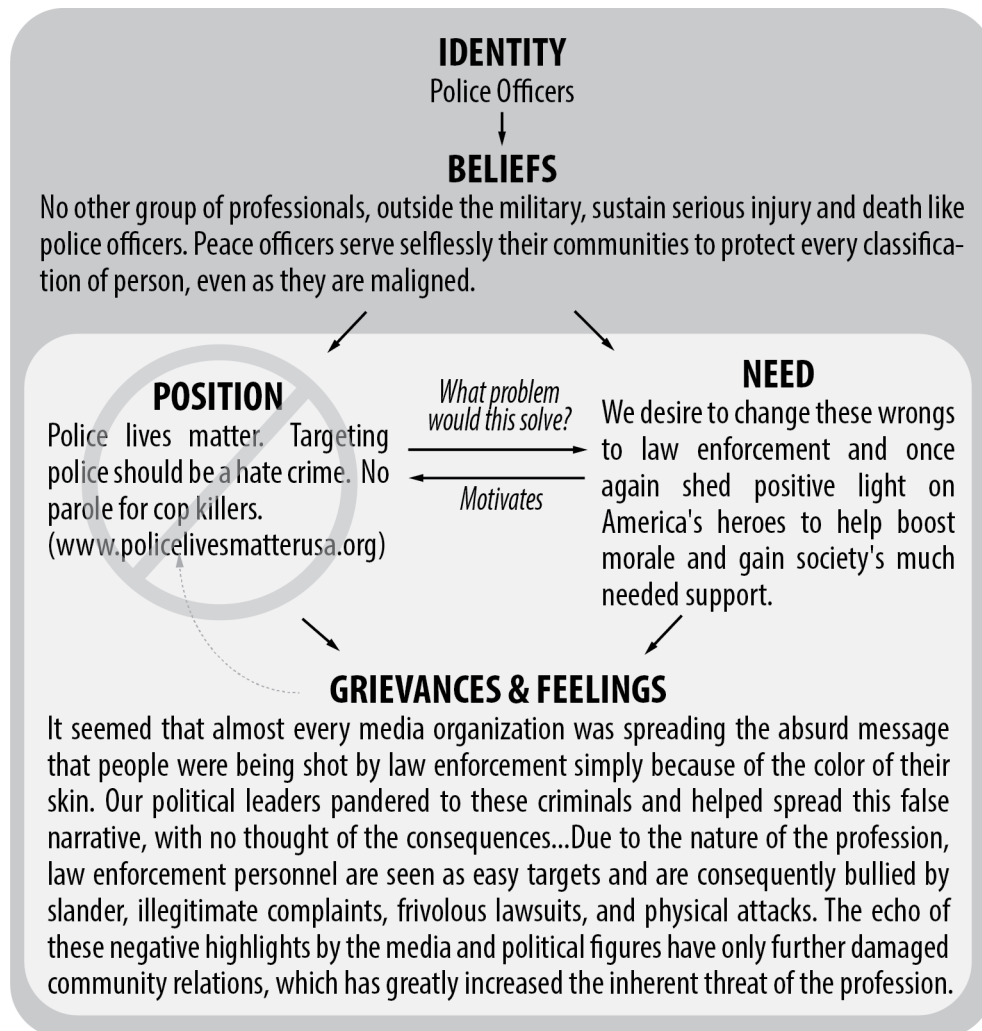 IDENTITY
Police Officers
BELIEFS
No other group of professionals, outside the military, sustain serious injury and death like
police officers. Peace officers serve selflessly their communities to protect every classifica-
tion of person, even as they are maligned.
POSITION
Police lives matter. Targeting
police should be a hate crime. No
parole for cop killers.
(www.policelivesmatterusa.org)
What problem
would this solve?
Motivates
NEED
We desire to change these wrongs
to law enforcement and once
again shed positive light on
America's heroes to help boost
morale and gain society's much
needed support.
GRIEVANCES & FEELINGS
It seemed that almost every media organization was spreading the absurd message
that people were being shot by law enforcement simply because of the color of their
skin. Our political leaders pandered to these criminals and helped spread this false
narrative, with no thought of the consequences...Due to the nature of the profession,
law enforcement personnel are seen as easy targets and are consequently bullied by
slander, illegitimate complaints, frivolous lawsuits, and physical attacks. The echo of
these negative highlights by the media and political figures have only further damaged
community relations, which has greatly increased the inherent threat of the profession.